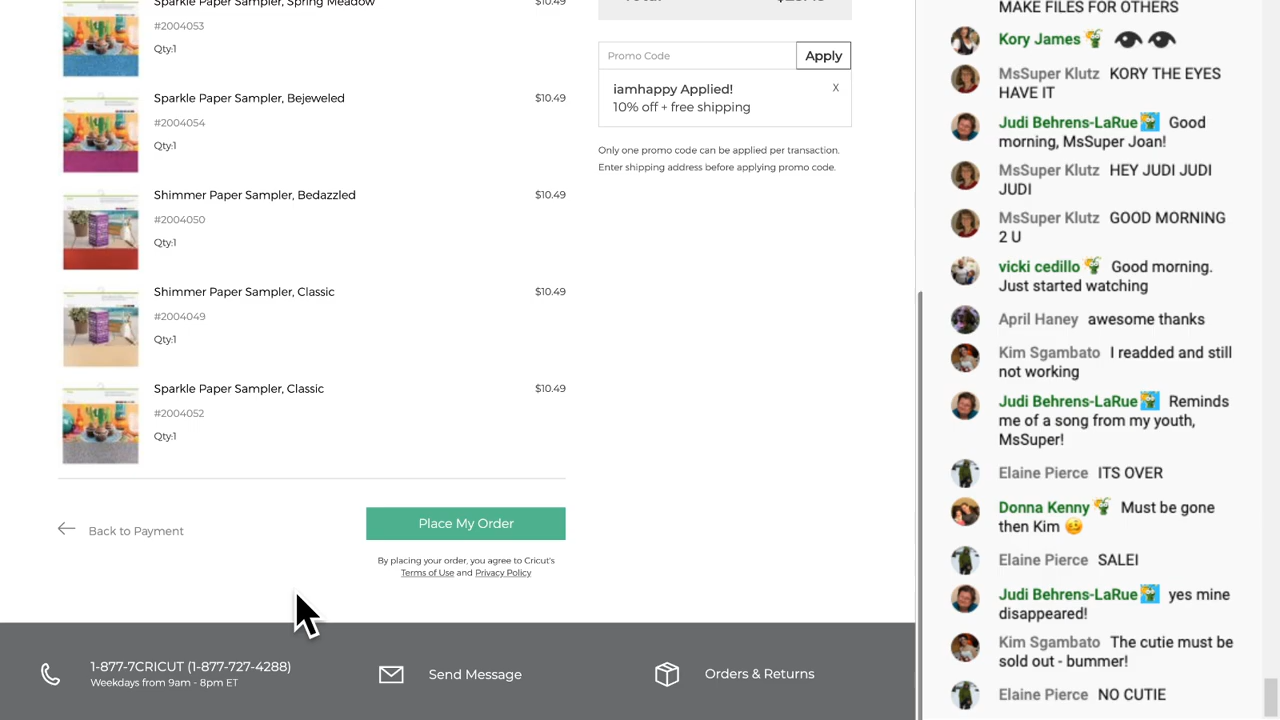 Sparkle Paper Sampler, Spring Meadow
$10.49
#2004053
Qty:1
Sparkle Paper Sampler, Bejeweled
$10.49
#2004054
Qty:1
Shimmer Paper Sampler, Bedazzled
$10.49
#2004050
Qty:1
Shimmer Paper Sampler, Classic
$10.49
#2004049
Qty:1
Sparkle Paper Sampler, Classic
$10.49
#2004052
Qty:1
Back to Payment
Place My Order
By placing your order, you agree to Cricut's
Terms of Use and Privacy Policy
Promo Code
Apply
iamhappy Applied!
X
10% off + free shipping
Only one promo code can be applied per transaction.
Enter shipping address before applying promo code.
1-877-7CRICUT (1-877-727-4288)
Weekdays from 9am - 8pm ET
Send Message
Orders & Returns
MAKE FILES FOR OTHERS
Kory James
MsSuper Klutz KORY THE EYES
HAVE IT
Judi Behrens-LaRue Good
morning, MsSuper Joan!
MsSuper Klutz HEY JUDI JUDI
JUDI
MsSuper Klutz GOOD MORNING
2 U
vicki cedillo Good morning.
Just started watching
April Haney awesome thanks
Kim Sgambato I readded and still
not working
Judi Behrens-LaRue Reminds
me of a song from my youth,
MsSuper!
Elaine Pierce ITS OVER
Donna Kenny Must be gone
then Kim
Elaine Pierce SALEI
Judi Behrens-LaRue yes mine
disappeared!
Kim Sgambato The cutie must be
sold out - bummer!
Elaine Pierce NO CUTIE